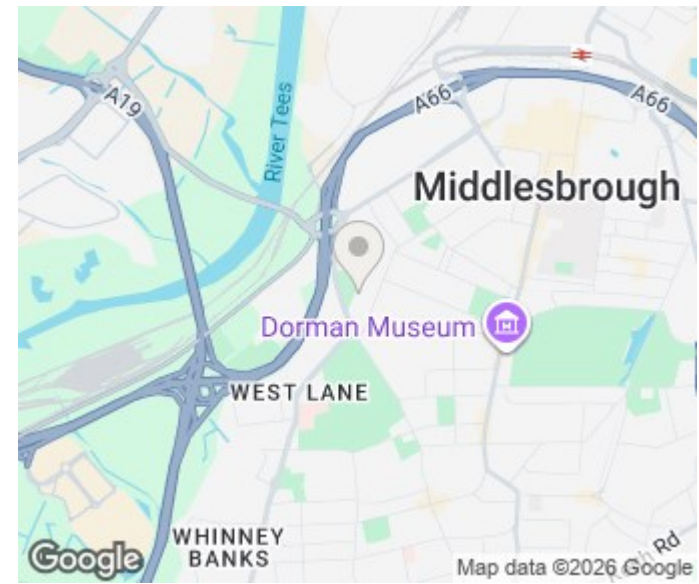 A19
River Tees
A66
A66
Middlesbrough
Dorman Museum
WEST LANE
WHINNEY
BANKS
Rd
Google
Map data ©2026 Google